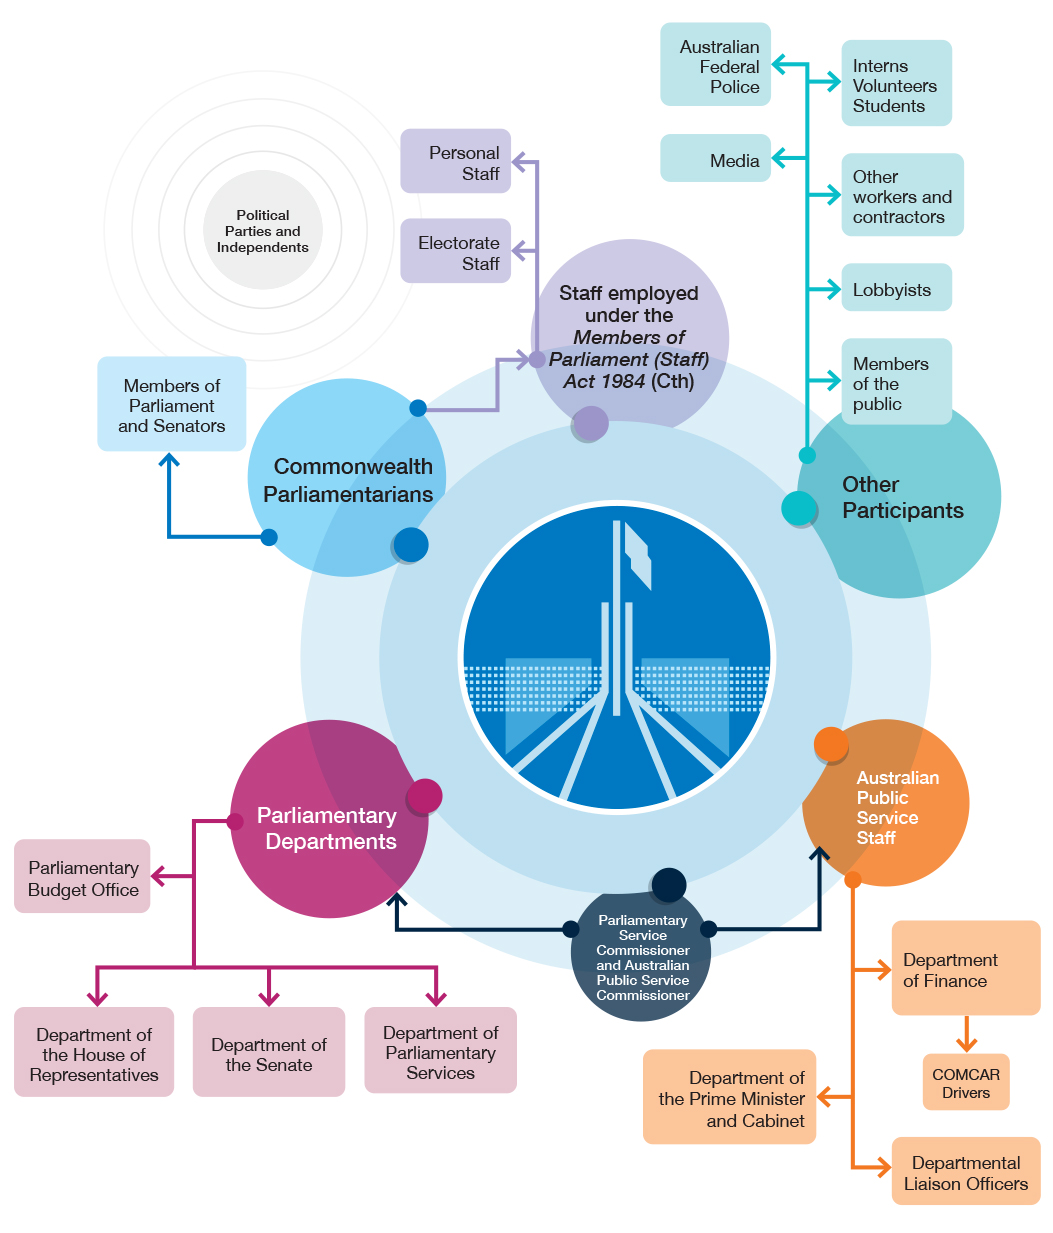 Political
Parties and
Independents
Personal
Staff
Electorate
Staff
Staff employed
under the
Members of
Parliament (Staff)
Act 1984 (Cth)
Australian
Federal
Police
Media
Interns
Volunteers
Students
Other
workers and
contractors
Lobbyists
Members
of the
public
Other
Participants
Members of
Parliament
and Senators
Commonwealth
Parliamentarians
Parliamentary
Departments
Parliamentary
Budget Office
Department of
the House of
Representatives
Department of
the Senate
Department of
Parliamentary
Services
Parliamentary
Service
Commissioner
and Australian
Public Service
Commissioner
Australian
Public
Service
Staff
Department
of Finance
COMCAR
Drivers
Department of
the Prime Minister
and Cabinet
Departmental
Liaison Officers